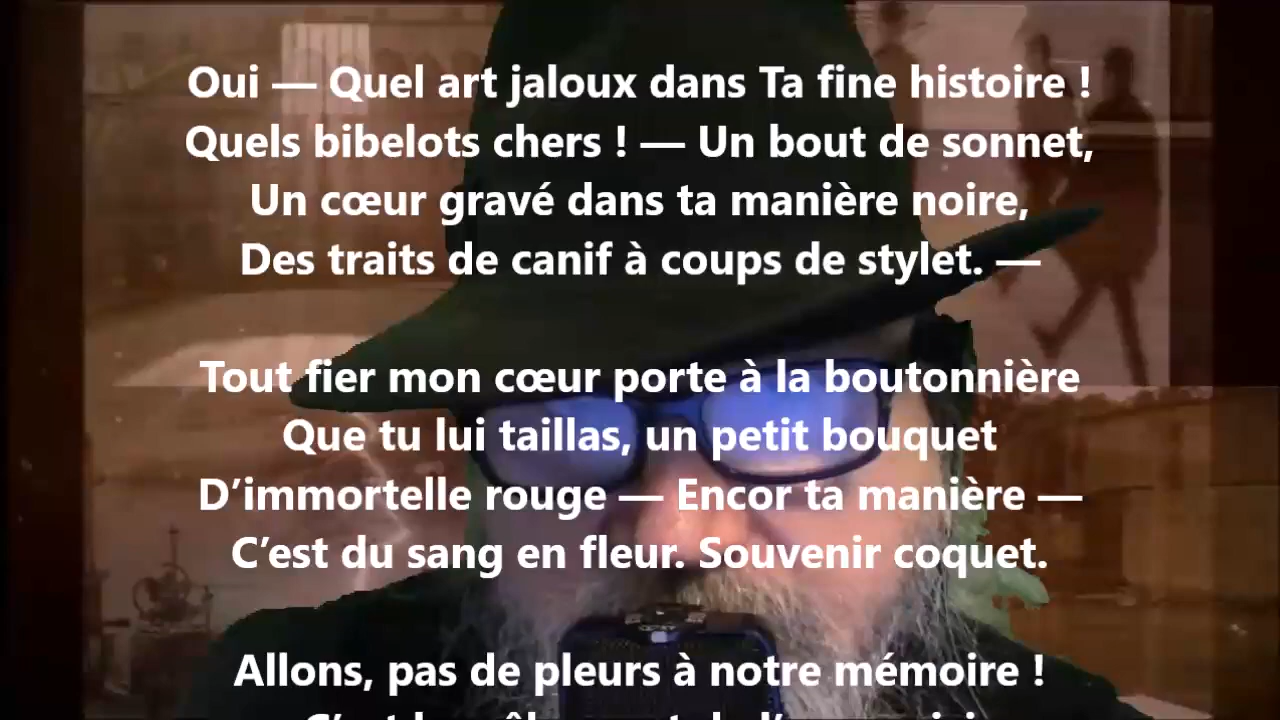 Oui — Quel art jaloux dans Ta fine histoire !
Quels bibelots chers ! — Un bout de sonnet,
Un cœur gravé dans ta manière noire,
Des traits de canif à coups de stylet. —
Tout fier mon cœur porte à la boutonnière
Que tu lui taillas, un petit bouquet
D’immortelle rouge — Encor ta manière —
C’est du sang en fleur. Souvenir coquet.
Allons, pas de pleurs à notre mémoire !